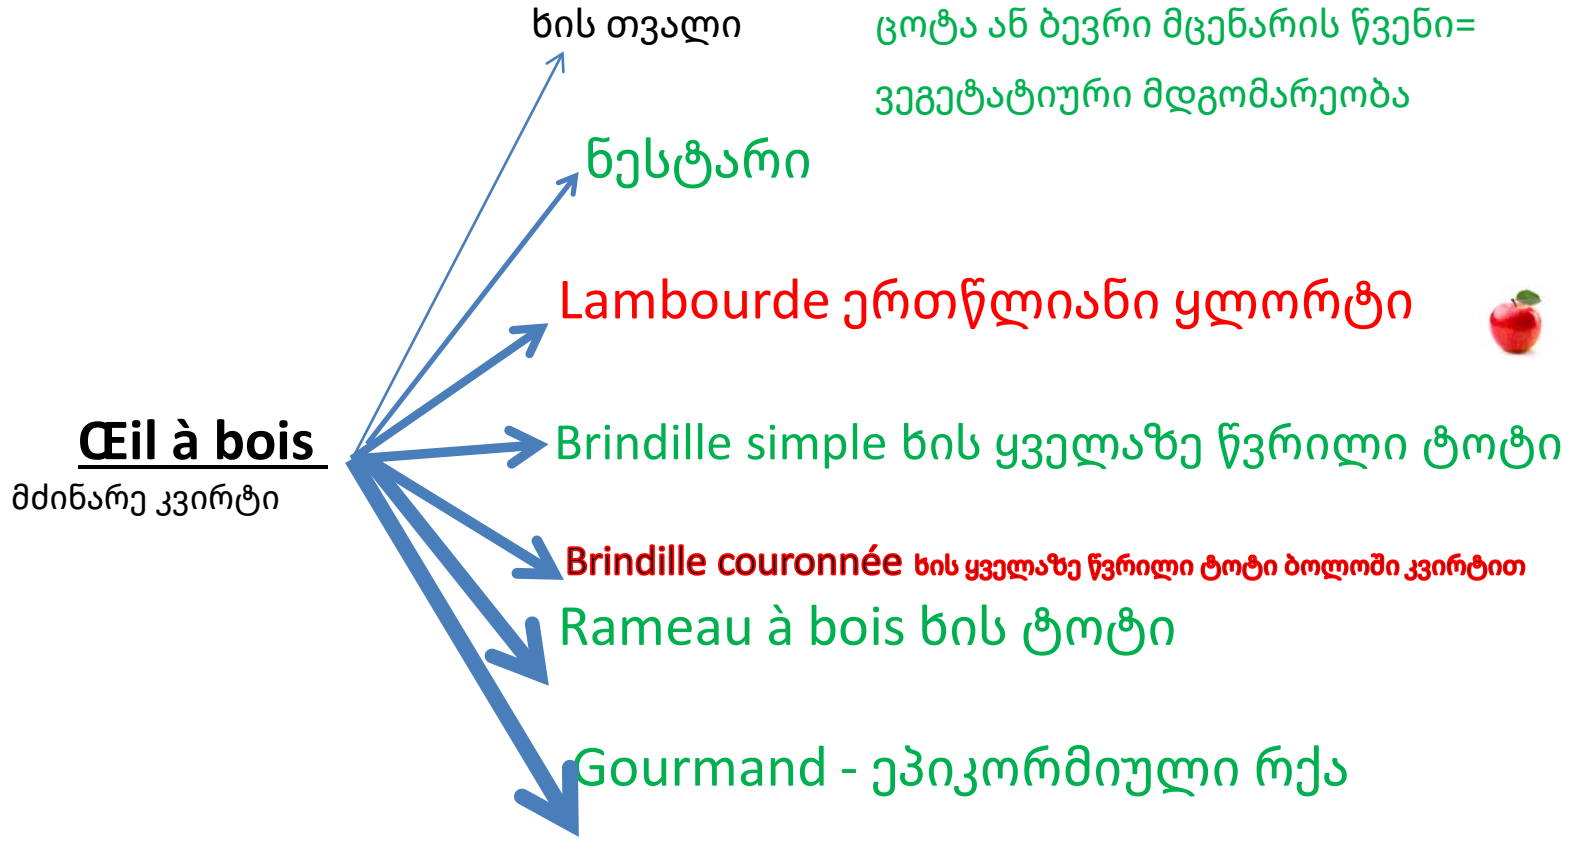 ხის თვალი
ცოტა ან ბევრი მცენარის წვენი=
ვეგეტატიური მდგომარეობა
ნესტარი
Lambourde ერთწლიანი ყლორტი
Œil à bois
მძინარე კვირტი
Brindille simple ხის ყველაზე წვრილი ტოტი
Brindille couronnée ხის ყველაზე წვრილი ტოტი ბოლოში კვირტით
Rameau à bois ხის ტოტი
Gourmand - ეპიკორმიული რქა